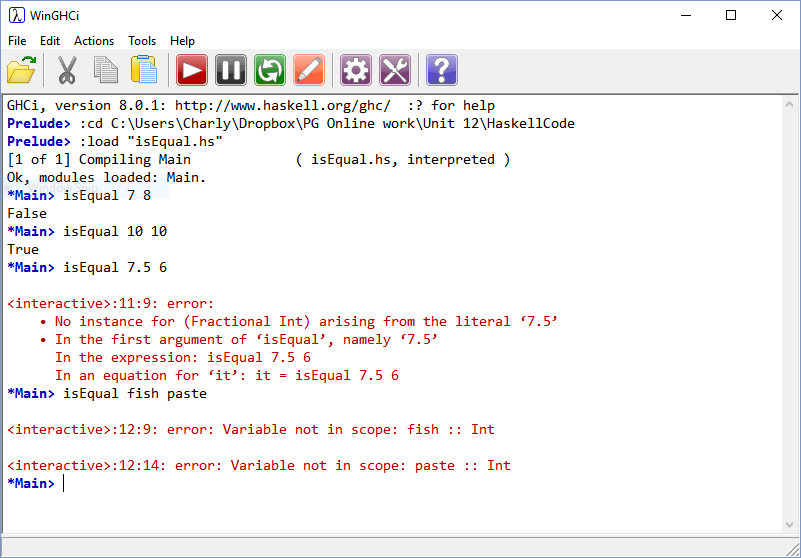 WinGHCi
File Edit Actions Tools Help
GHCi, version 8.0.1: http://www.haskell.org/ghc/  :? for help
Prelude> :cd C:\Users\Charly\Dropbox\PG Online work\Unit 12\HaskellCode
Prelude> :load "isEqual.hs"
[1 of 1] Compiling Main             ( isEqual.hs, interpreted )
Ok, modules loaded: Main.
*Main> isEqual 7 8
False
*Main> isEqual 10 10
True
*Main> isEqual 7.5 6
<interactive>:11:9: error:
    • No instance for (Fractional Int) arising from the literal ‘7.5’
    • In the first argument of ‘isEqual’, namely ‘7.5’
      In the expression: isEqual 7.5 6
      In an equation for ‘it’: it = isEqual 7.5 6
*Main> isEqual fish paste
<interactive>:12:9: error: Variable not in scope: fish :: Int
<interactive>:12:14: error: Variable not in scope: paste :: Int
*Main>